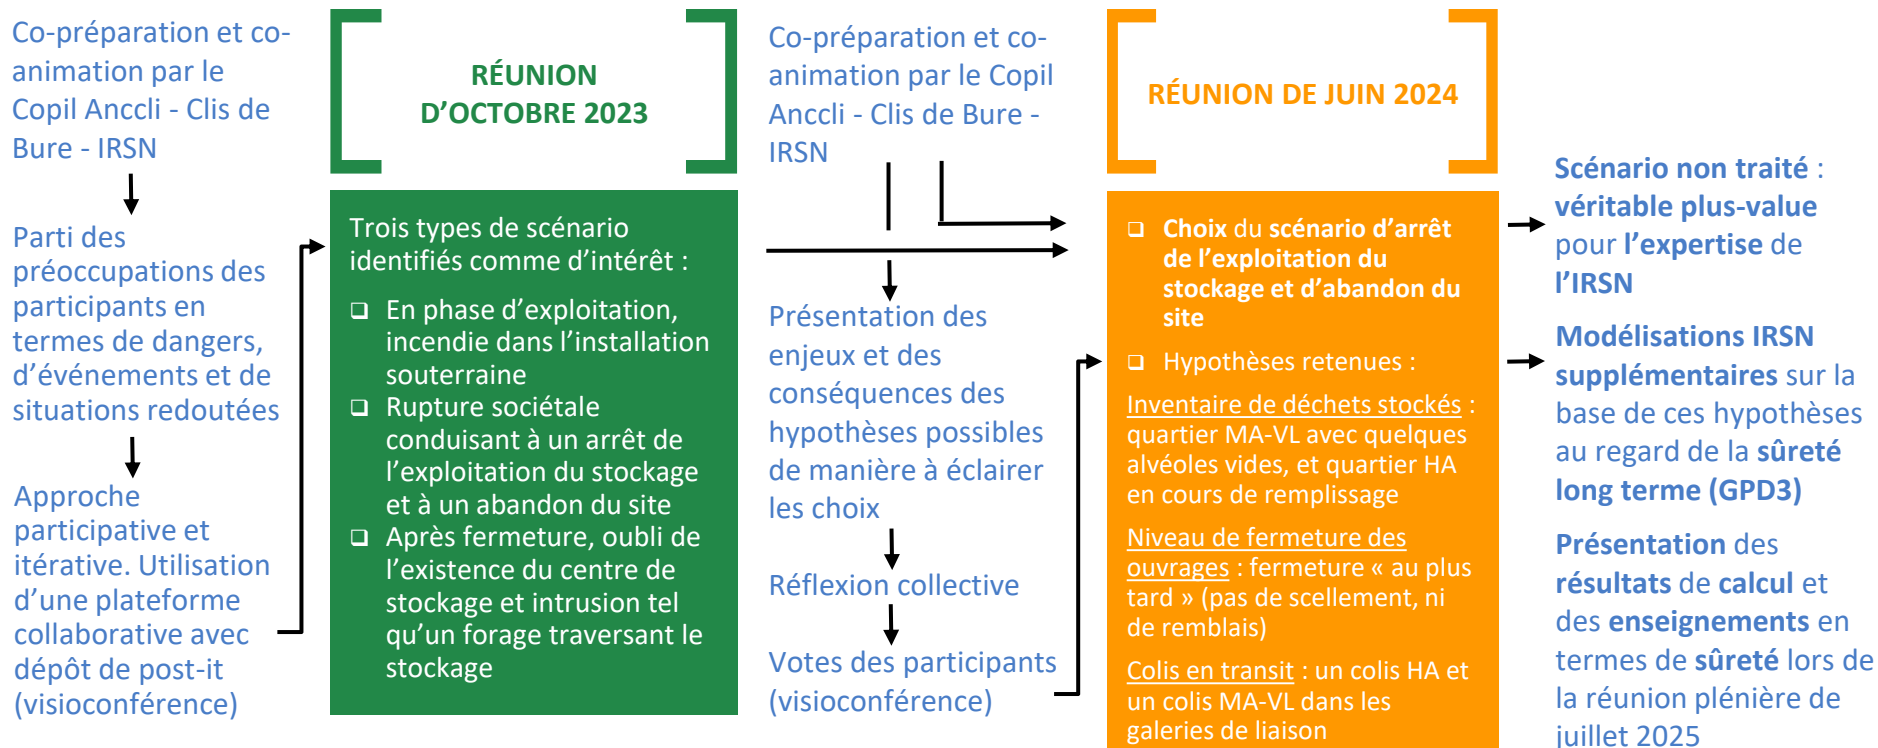 Co-préparation et co-
animation par le
Copil Anccli - Clis de
Bure - IRSN
Parti des
préoccupations des
participants en
termes de dangers,
d'événements et de
situations redoutées
Approche
participative et
itérative. Utilisation
d'une plateforme
collaborative avec
dépôt de post-it
(visioconférence)
RÉUNION
D'OCTOBRE 2023
Trois types de scénario
identifiés comme d'intérêt :
En phase d'exploitation,
incendie dans l'installation
souterraine
Rupture sociétale
conduisant à un arrêt de
l'exploitation du stockage
et à un abandon du site
Après fermeture, oubli de
l'existence du centre de
stockage et intrusion tel
qu'un forage traversant le
stockage
Co-préparation et co-
animation par le Copil
Anccli - Clis de Bure -
IRSN
Présentation des
enjeux et des
conséquences des
hypothèses possibles
de manière à éclairer
les choix
Réflexion collective
Votes des participants
(visioconférence)
RÉUNION DE JUIN 2024
Choix du scénario d'arrêt
de l'exploitation du
stockage et d'abandon du
site
Hypothèses retenues :
Inventaire de déchets stockés :
quartier MA-VL avec quelques
alvéoles vides, et quartier HA
en cours de remplissage
Niveau de fermeture des
ouvrages : fermeture « au plus
tard » (pas de scellement, ni
de remblais)
Colis en transit : un colis HA et
un colis MA-VL dans les
galeries de liaison
Scénario non traité :
véritable plus-value
pour l'expertise de
l'IRSN
Modélisations IRSN
supplémentaires sur la
base de ces hypothèses
au regard de la sûreté
long terme (GPD3)
Présentation des
résultats de calcul et
des enseignements en
termes de sûreté lors de
la réunion plénière de
juillet 2025